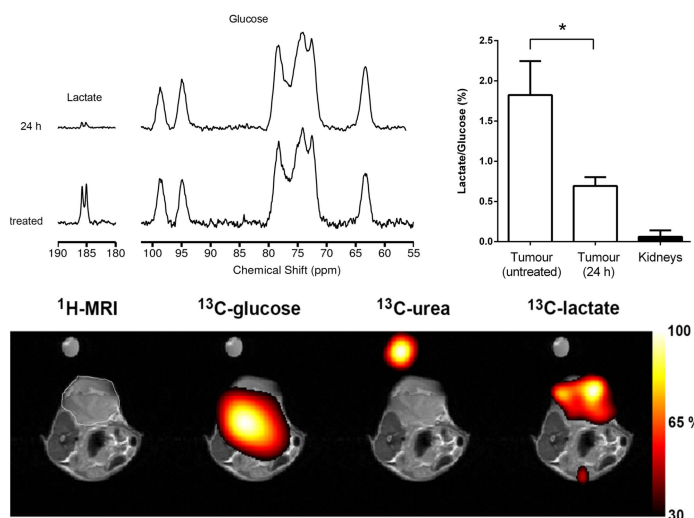 Glucose
Lactate
24 h
treated
190 185 180 100 95 90 85 80 75 70 65 60 55
Chemical Shift (ppm)
2.5
2.0
1.5
1.0
0.5
0.0
Lactate/Glucose (%)
*
Tumour (untreated)
Tumour (24 h)
Kidneys
¹H-MRI ¹³C-glucose ¹³C-urea ¹³C-lactate
100
65 %
30